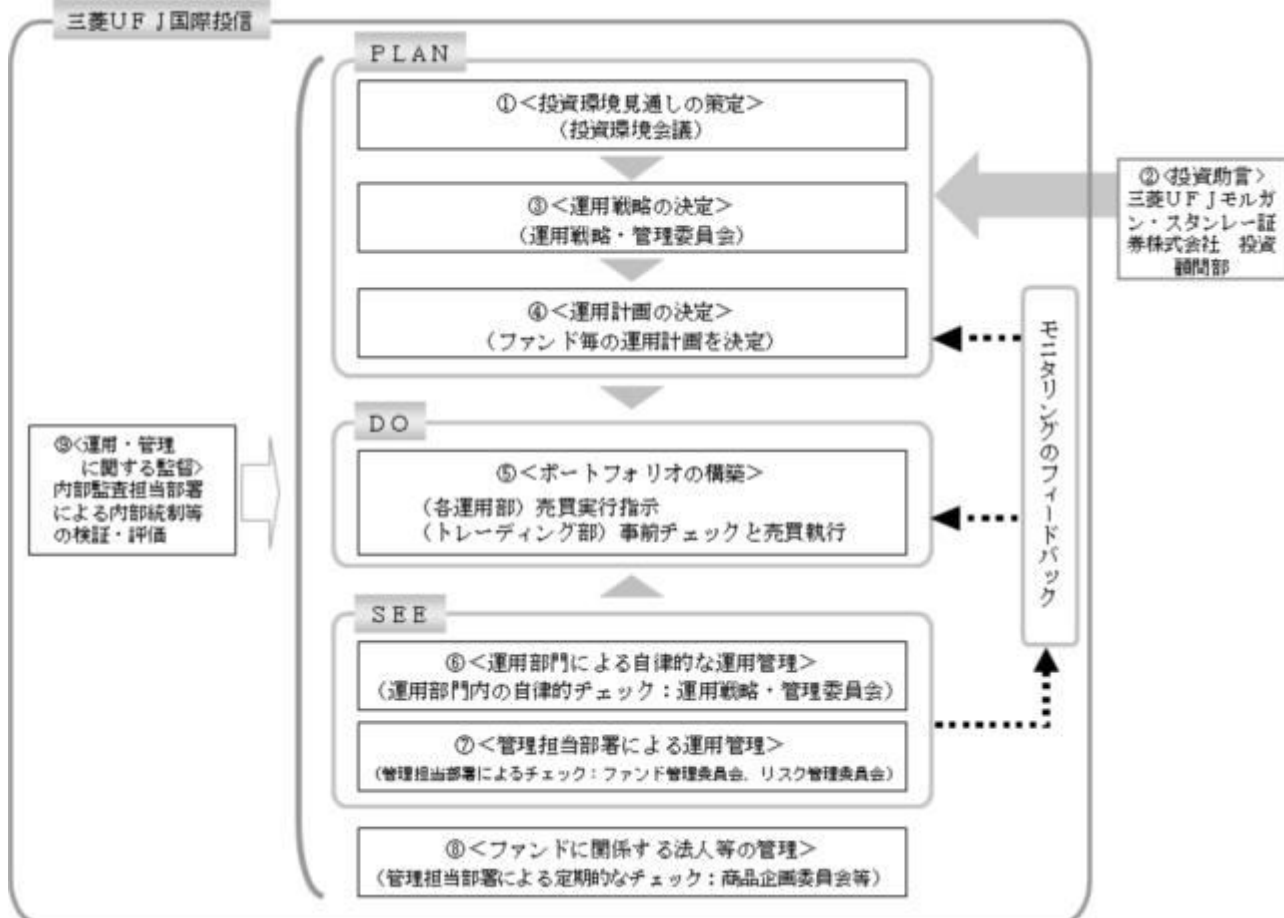 三菱UFJ国際投信
PLAN
①<投資環境見通しの策定>
(投資環境会議)
②<投資助言>
三菱UFJモルガ
ン・スタンレー証
券株式会社 投資
顧問部
③<運用戦略の決定>
(運用戦略・管理委員会)
④<運用計画の決定>
(ファンド毎の運用計画を決定)
モニタリングのフィードバック
DO
⑤<ポートフォリオの構築>
(各運用部)売買実行指示
(トレーディング部)事前チェックと売買執行
⑨<運用・管理
に関する監督>
内部監査担当部署
による内部統制等
の検証・評価
SEE
⑥<運用部門による自律的な運用管理>
(運用部門内の自律的チェック:運用戦略・管理委員会)
⑦<管理担当部署による運用管理>
(管理担当部署によるチェック:ファンド管理委員会、リスク管理委員会)
⑧<ファンドに関係する法人等の管理>
(管理担当部署による定期的なチェック:商品企画委員会等)